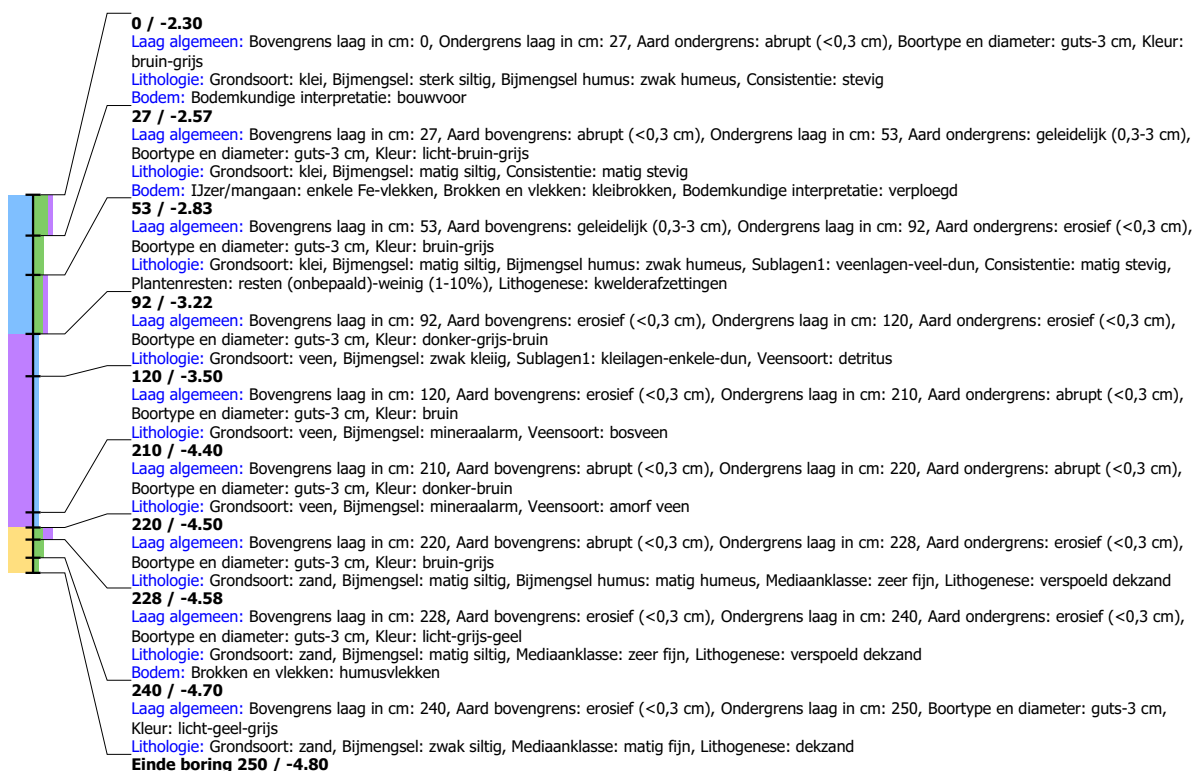 0 / -2.30
Laag algemeen: Bovengrens laag in cm: 0, Ondergrens laag in cm: 27, Aard ondergrens: abrupt (<0,3 cm), Boortype en diameter: guts-3 cm, Kleur:
bruin-grijs
Lithologie: Grondsoort: klei, Bijmengsel: sterk siltig, Bijmengsel humus: zwak humeus, Consistentie: stevig
Bodem: Bodemkundige interpretatie: bouwvoor
27 / -2.57
Laag algemeen: Bovengrens laag in cm: 27, Aard bovengrens: abrupt (<0,3 cm), Ondergrens laag in cm: 53, Aard ondergrens: geleidelijk (0,3-3 cm),
Boortype en diameter: guts-3 cm, Kleur: licht-bruin-grijs
Lithologie: Grondsoort: klei, Bijmengsel: matig siltig, Consistentie: matig stevig
Bodem: IJzer/mangaan: enkele Fe-vlekken, Brokken en vlekken: kleibrokken, Bodemkundige interpretatie: verploegd
53 / -2.83
Laag algemeen: Bovengrens laag in cm: 53, Aard bovengrens: geleidelijk (0,3-3 cm), Ondergrens laag in cm: 92, Aard ondergrens: erosief (<0,3 cm),
Boortype en diameter: guts-3 cm, Kleur: bruin-grijs
Lithologie: Grondsoort: klei, Bijmengsel: matig siltig, Bijmengsel humus: zwak humeus, Sublagen1: veenlagen-veel-dun, Consistentie: matig stevig,
Plantenresten: resten (onbepaald)-weinig (1-10%), Lithogenese: kwelderafzettingen
92 / -3.22
Laag algemeen: Bovengrens laag in cm: 92, Aard bovengrens: erosief (<0,3 cm), Ondergrens laag in cm: 120, Aard ondergrens: erosief (<0,3 cm),
Boortype en diameter: guts-3 cm, Kleur: donker-grijs-bruin
Lithologie: Grondsoort: veen, Bijmengsel: zwak kleiig, Sublagen1: kleilagen-enkele-dun, Veensoort: detritus
120 / -3.50
Laag algemeen: Bovengrens laag in cm: 120, Aard bovengrens: erosief (<0,3 cm), Ondergrens laag in cm: 210, Aard ondergrens: abrupt (<0,3 cm),
Boortype en diameter: guts-3 cm, Kleur: bruin
Lithologie: Grondsoort: veen, Bijmengsel: mineraalarm, Veensoort: bosveen
210 / -4.40
Laag algemeen: Bovengrens laag in cm: 210, Aard bovengrens: abrupt (<0,3 cm), Ondergrens laag in cm: 220, Aard ondergrens: abrupt (<0,3 cm),
Boortype en diameter: guts-3 cm, Kleur: donker-bruin
Lithologie: Grondsoort: veen, Bijmengsel: mineraalarm, Veensoort: amorf veen
220 / -4.50
Laag algemeen: Bovengrens laag in cm: 220, Aard bovengrens: abrupt (<0,3 cm), Ondergrens laag in cm: 228, Aard ondergrens: erosief (<0,3 cm),
Boortype en diameter: guts-3 cm, Kleur: bruin-grijs
Lithologie: Grondsoort: zand, Bijmengsel: matig siltig, Bijmengsel humus: matig humeus, Mediaanklasse: zeer fijn, Lithogenese: verspoeld dekzand
228 / -4.58
Laag algemeen: Bovengrens laag in cm: 228, Aard bovengrens: erosief (<0,3 cm), Ondergrens laag in cm: 240, Aard ondergrens: erosief (<0,3 cm),
Boortype en diameter: guts-3 cm, Kleur: licht-grijs-geel
Lithologie: Grondsoort: zand, Bijmengsel: matig siltig, Mediaanklasse: zeer fijn, Lithogenese: verspoeld dekzand
Bodem: Brokken en vlekken: humusvlekken
240 / -4.70
Laag algemeen: Bovengrens laag in cm: 240, Aard bovengrens: erosief (<0,3 cm), Ondergrens laag in cm: 250, Boortype en diameter: guts-3 cm,
Kleur: licht-geel-grijs
Lithologie: Grondsoort: zand, Bijmengsel: zwak siltig, Mediaanklasse: matig fijn, Lithogenese: dekzand
Einde boring 250 / -4.80